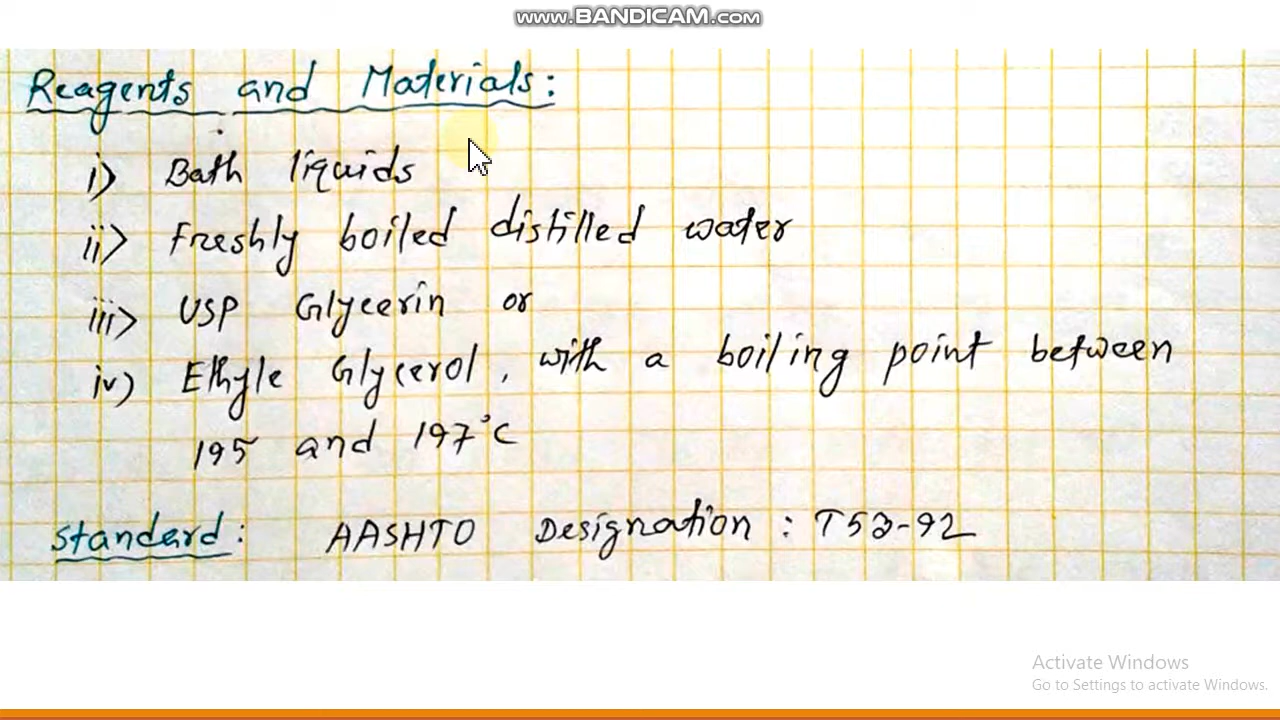 www.BANDICAM.com
Reagents and Materials:
i) Bath liquids
ii) Freshly boiled distilled water
iii) USP Glycerin or
iv) Ethyle Glycerol, with a boiling point between
195 and 197°C
Standard: AASHTO Designation: T53-92
Activate Windows
Go to Settings to activate Windows.